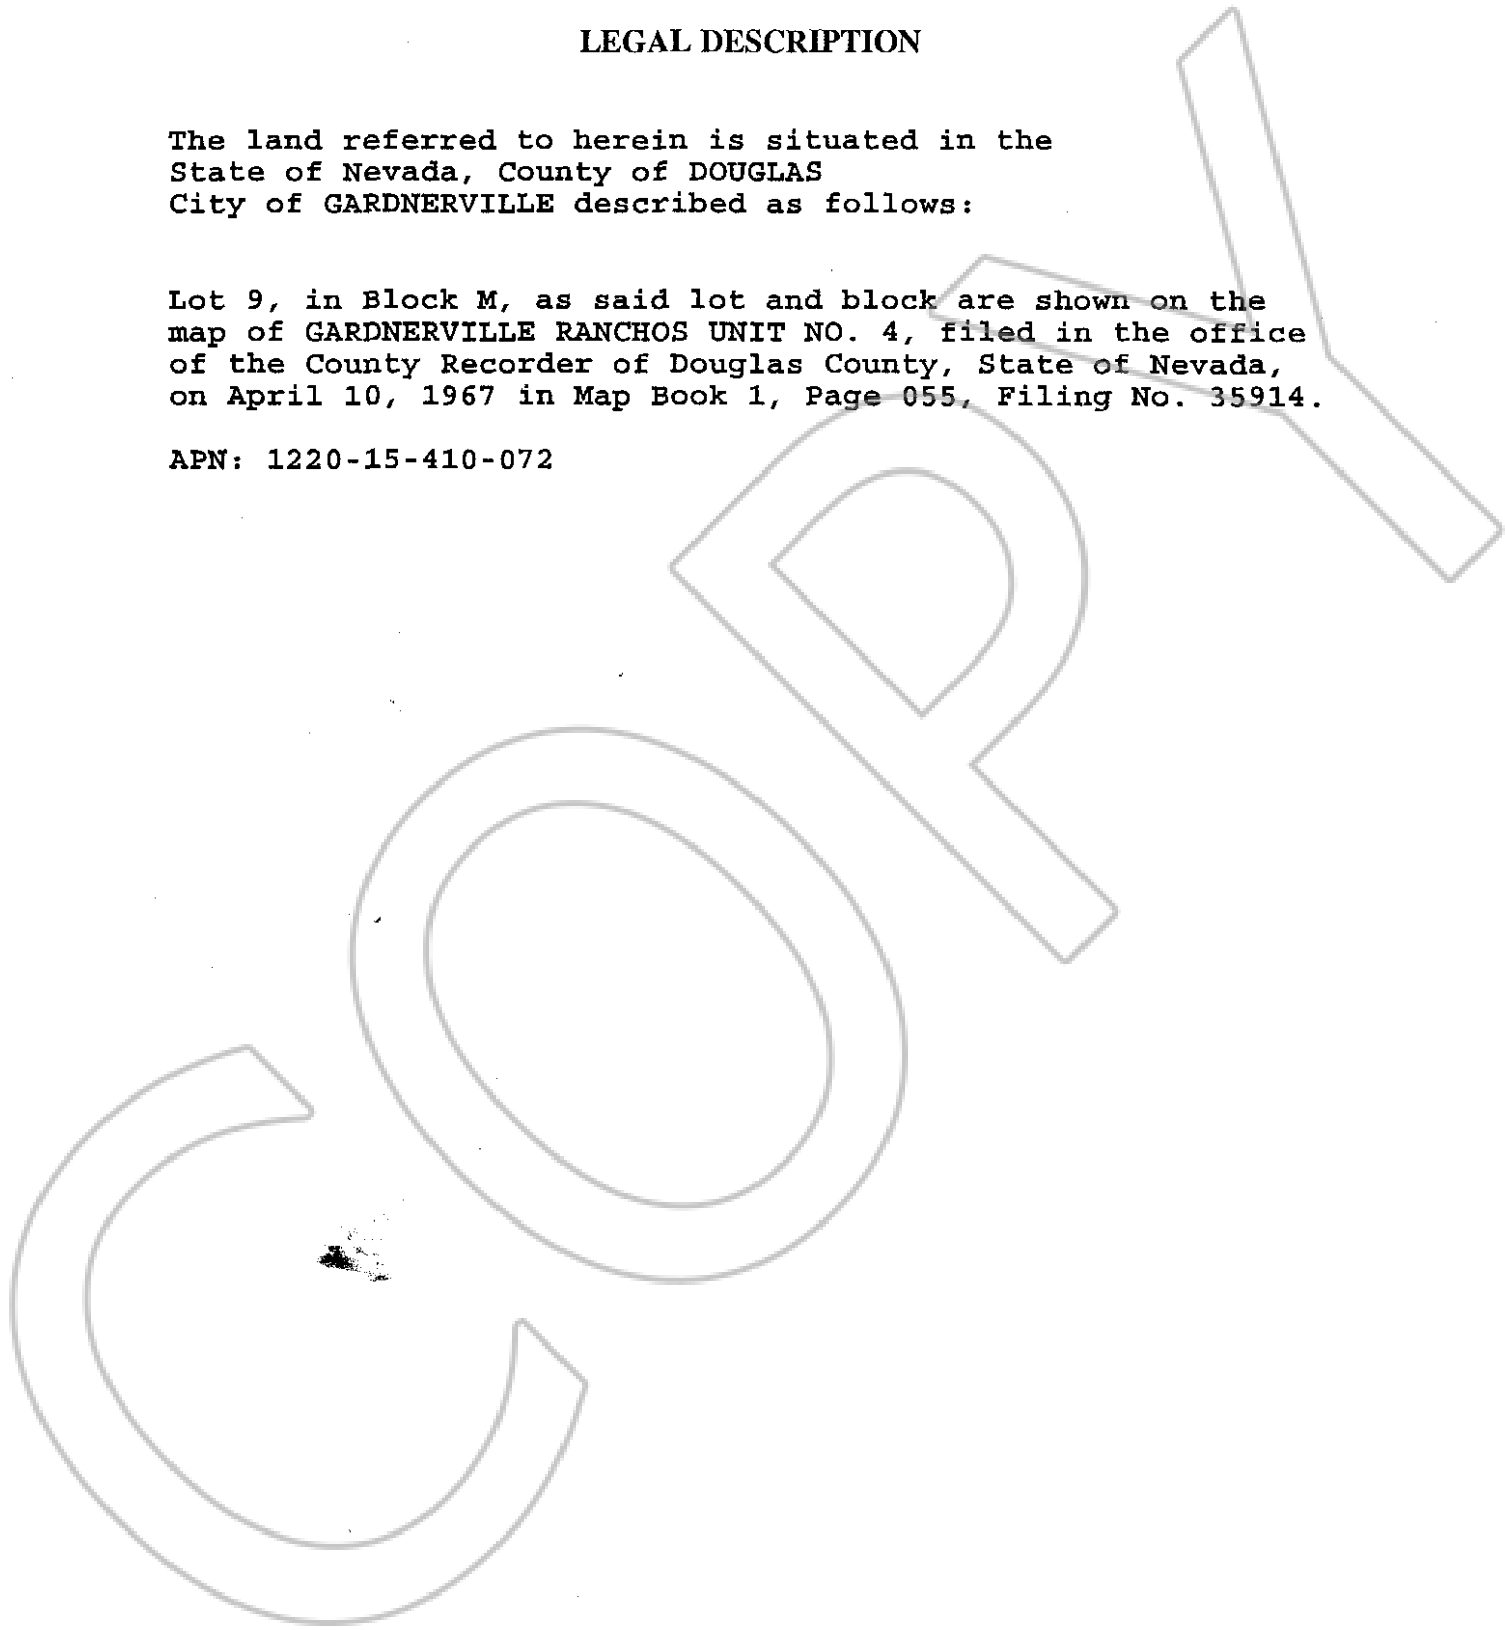 LEGAL DESCRIPTION
The land referred to herein is situated in the
State of Nevada, County of DOUGLAS
City of GARDNERVILLE described as follows:
Lot 9, in Block M, as said lot and block are shown on the
map of GARDNERVILLE RANCHOS UNIT NO. 4, filed in the office
of the County Recorder of Douglas County, State of Nevada,
on April 10, 1967 in Map Book 1, Page 055, Filing No. 35914.
APN: 1220-15-410-072
COPY